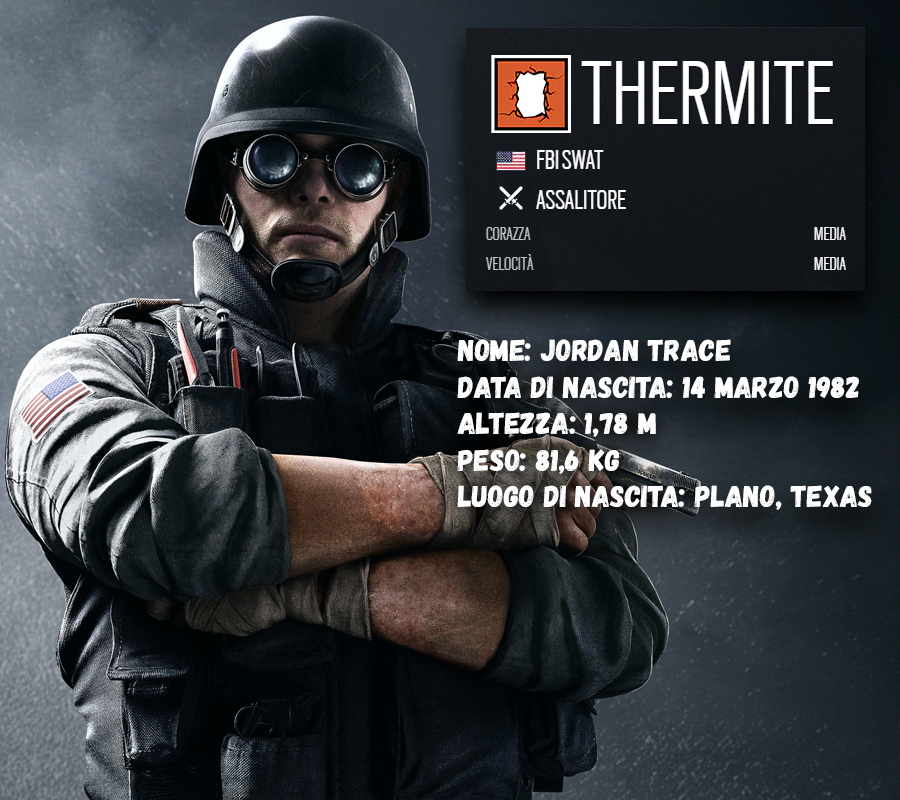 THERMITE
FBI SWAT
ASSALITORE
CORAZZA MEDIA
VELOCITÀ MEDIA
NOME: JORDAN TRACE
DATA DI NASCITA: 14 MARZO 1982
ALTEZZA: 1,78 M
PESO: 81,6 KG
LUOGO DI NASCITA: PLANO, TEXAS